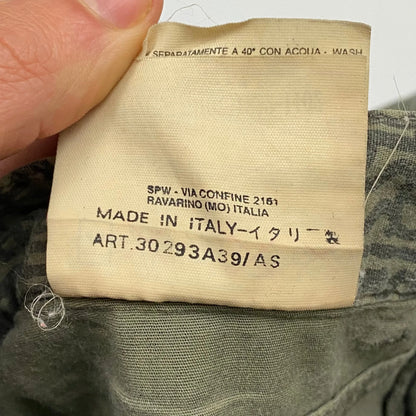 SEPARATAMENTE A 40° CON ACQUA - WASH
SPW - VIA CONFINE 2161
RAVARINO (MO) ITALIA
MADE IN ITALY-イタリー製
ART.30293A39/AS